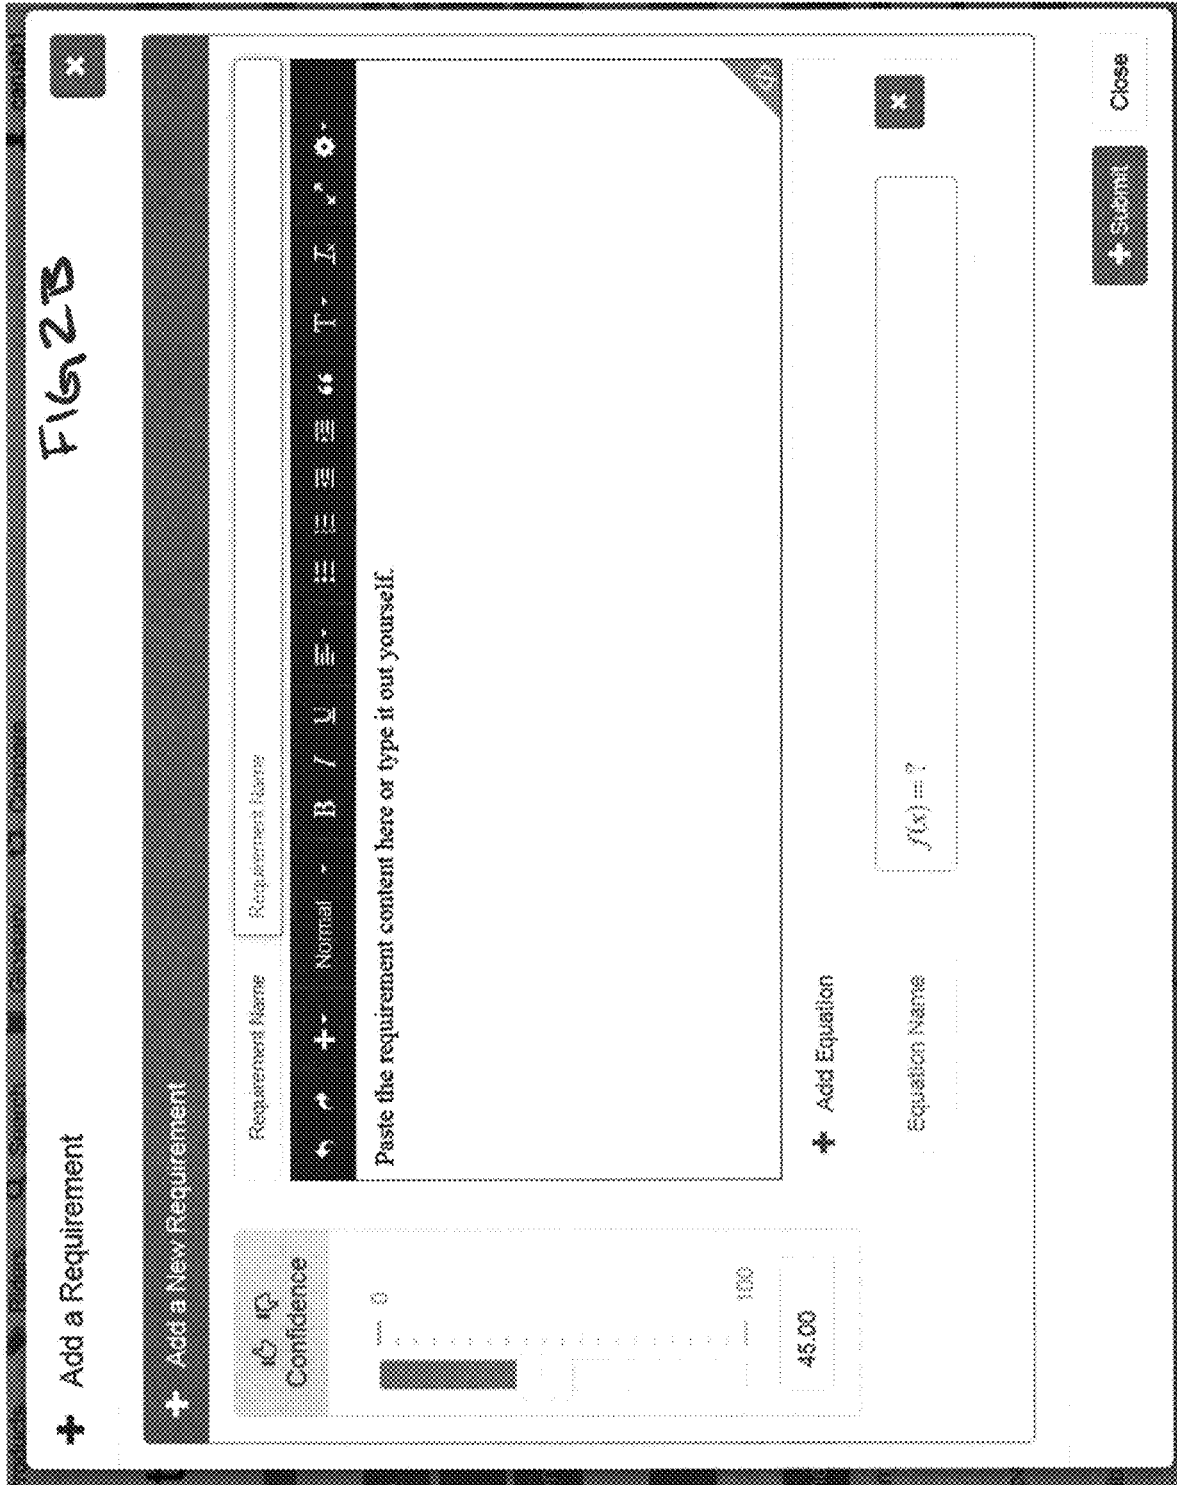 FIG 2B
Add a Requirement
Add a New Requirement
Confidence
0
100
45.00
Requirement Name
Requirement Name
Normal B I U T
Paste the requirement content here or type it out yourself.
Add Equation
Equation Name
f(x) = ?
Submit
Close